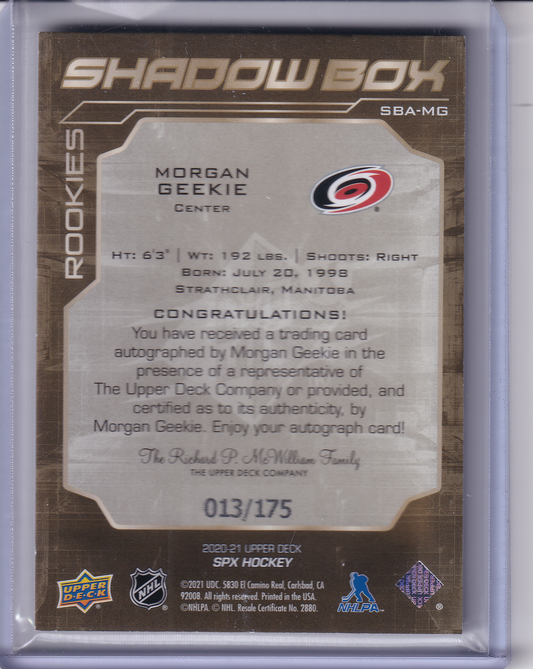 SHADOW BOX
SBA-MG
ROOKIES
MORGAN
GEEKIE
CENTER
HT: 6'3" | WT: 192 LBS. | SHOOTS: RIGHT
BORN: JULY 20, 1998
STRATHCLAIR, MANITOBA
CONGRATULATIONS!
You have received a trading card
autographed by Morgan Geekie in the
presence of a representative of
The Upper Deck Company or provided, and
certified as to its authenticity, by
Morgan Geekie. Enjoy your autograph card!
The Richard P. McWilliam Family
THE UPPER DECK COMPANY
013/175
2020-21 UPPER DECK
SPX HOCKEY
UPPER
D•E•C•K
NHL
©2021 UDC. 5830 El Camino Real, Carlsbad, CA
92008. All rights reserved. Printed in the USA.
©NHLPA. © NHL. Resale Certificate No. 2880.
NHLPA
®